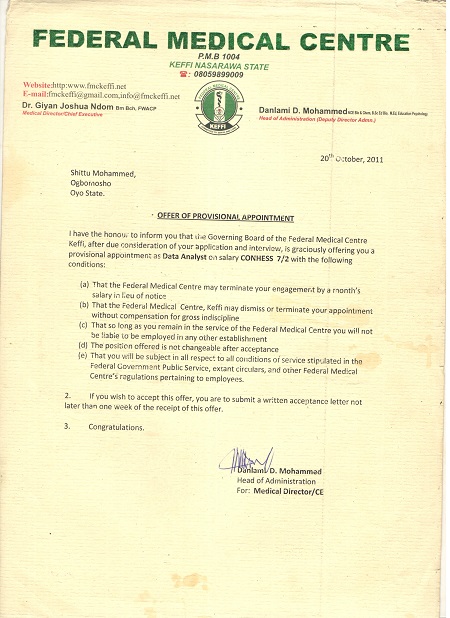 FEDERAL MEDICAL CENTRE
P.M.B 1004
KEFFI NASARAWA STATE
☎: 08059899009
Website:http:www.fmckeffi.net
E-mail:fmckeffi@gmail.com,info@fmckeffi.net
Dr. Giyan Joshua Ndom Bm Bch, FWACP
Medical Director/Chief Executive
KEFFI
Danlami D. Mohammed
Head of Administration (Deputy Director Admn.)
20th October, 2011
Shittu Mohammed,
Ogbomosho
Oyo State.
OFFER OF PROVISIONAL APPOINTMENT
I have the honour to inform you that the Governing Board of the Federal Medical Centre
Keffi, after due consideration of your application and interview, is graciously offering you a
provisional appointment as Data Analyst on salary CONHESS 7/2 with the following
conditions:
(a) That the Federal Medical Centre may terminate your engagement by a month's
salary in lieu of notice
(b) That the Federal Medical Centre, Keffi may dismiss or terminate your appointment
without compensation for gross indiscipline
(c) That so long as you remain in the service of the Federal Medical Centre you will not
be liable to be employed in any other establishment
(d) The position offered is not changeable after acceptance
(e) That you will be subject in all respect to all conditions of service stipulated in the
Federal Government Public Service, extant circulars, and other Federal Medical
Centre's regulations pertaining to employees.
2. If you wish to accept this offer, you are to submit a written acceptance letter not
later than one week of the receipt of this offer.
3. Congratulations.
Danlami D. Mohammad
Head of Administration
For: Medical Director/CE